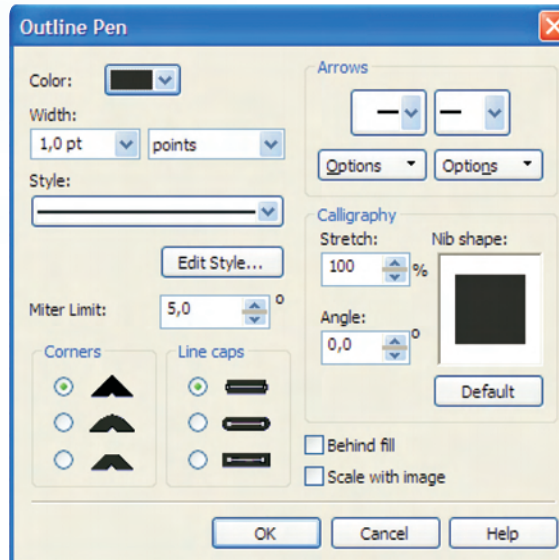 Outline Pen
Color:
Width:
1,0 pt
points
Style:
Edit Style...
Miter Limit:
5,0
°
Corners
Line caps
Arrows
Options
Options
Calligraphy
Stretch:
100
%
Nib shape:
Angle:
0,0
°
Default
Behind fill
Scale with image
OK
Cancel
Help